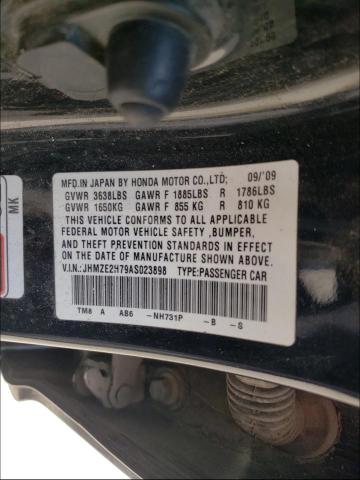 MFD.IN JAPAN BY HONDA MOTOR CO.,LTD: 09/'09
GVWR 3638LBS GAWR F 1885LBS R 1786LBS
GVWR 1650KG GAWR F 855 KG R 810 KG
THIS VEHICLE CONFORMS TO ALL APPLICABLE
FEDERAL MOTOR VEHICLE SAFETY ,BUMPER,
AND THEFT PREVENTION STANDARDS IN EFFECT
ON THE DATE OF MANUFACTURE SHOWN ABOVE.
V.I.N.:JHMZE2H79AS023898 TYPE:PASSENGER CAR
TM8 A AB6 -NH731P -B -S
MK